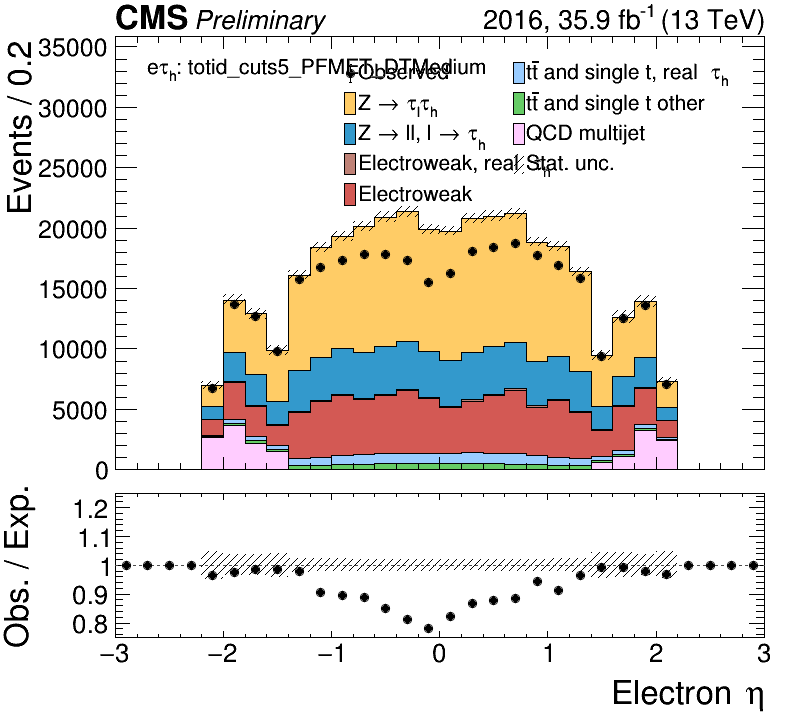 CMS Preliminary 2016, 35.9 fb⁻¹ (13 TeV)
Events / 0.2
35000
30000
25000
20000
15000
10000
5000
0
eτh: totid_cuts5_PFMET_DTMedium
Observed
Z → τlτh
Z → ll, l → τh
Electroweak, real τh
Electroweak
tt̄ and single t, real τh
tt̄ and single t other
QCD multijet
Stat. unc.
Obs. / Exp.
1.2
1.1
1
0.9
0.8
−3 −2 −1 0 1 2 3
Electron η